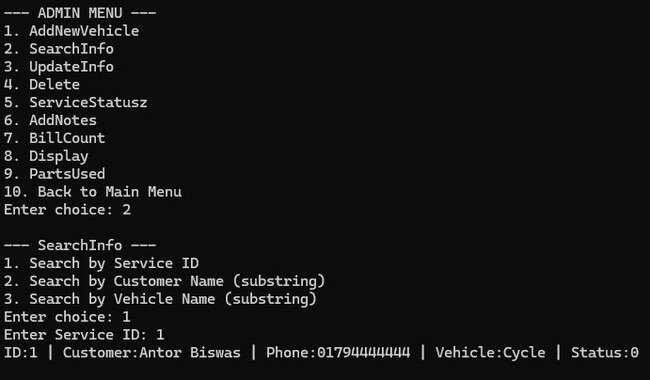 --- ADMIN MENU ---
1. AddNewVehicle
2. SearchInfo
3. UpdateInfo
4. Delete
5. ServiceStatusz
6. AddNotes
7. BillCount
8. Display
9. PartsUsed
10. Back to Main Menu
Enter choice: 2
--- SearchInfo ---
1. Search by Service ID
2. Search by Customer Name (substring)
3. Search by Vehicle Name (substring)
Enter choice: 1
Enter Service ID: 1
ID:1 | Customer:Antor Biswas | Phone:01794444444 | Vehicle:Cycle | Status:0